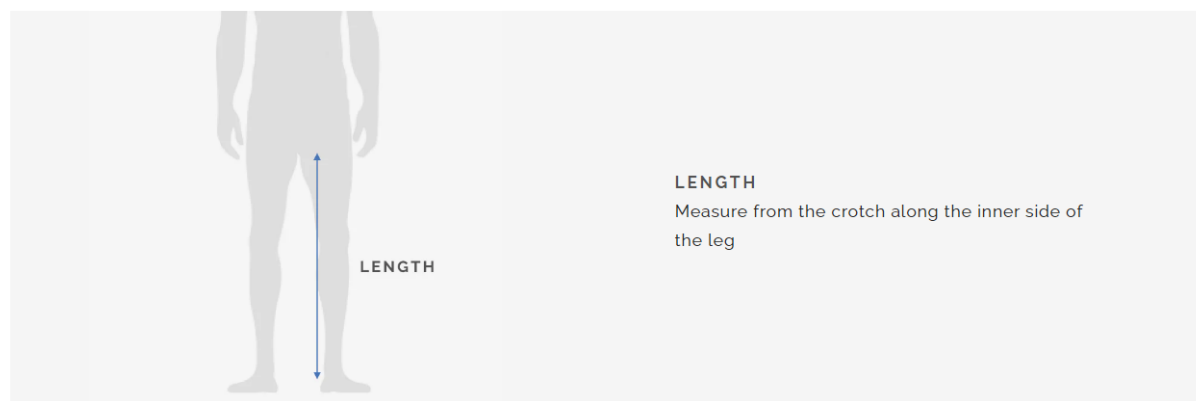 LENGTH
LENGTH
Measure from the crotch along the inner side of
the leg